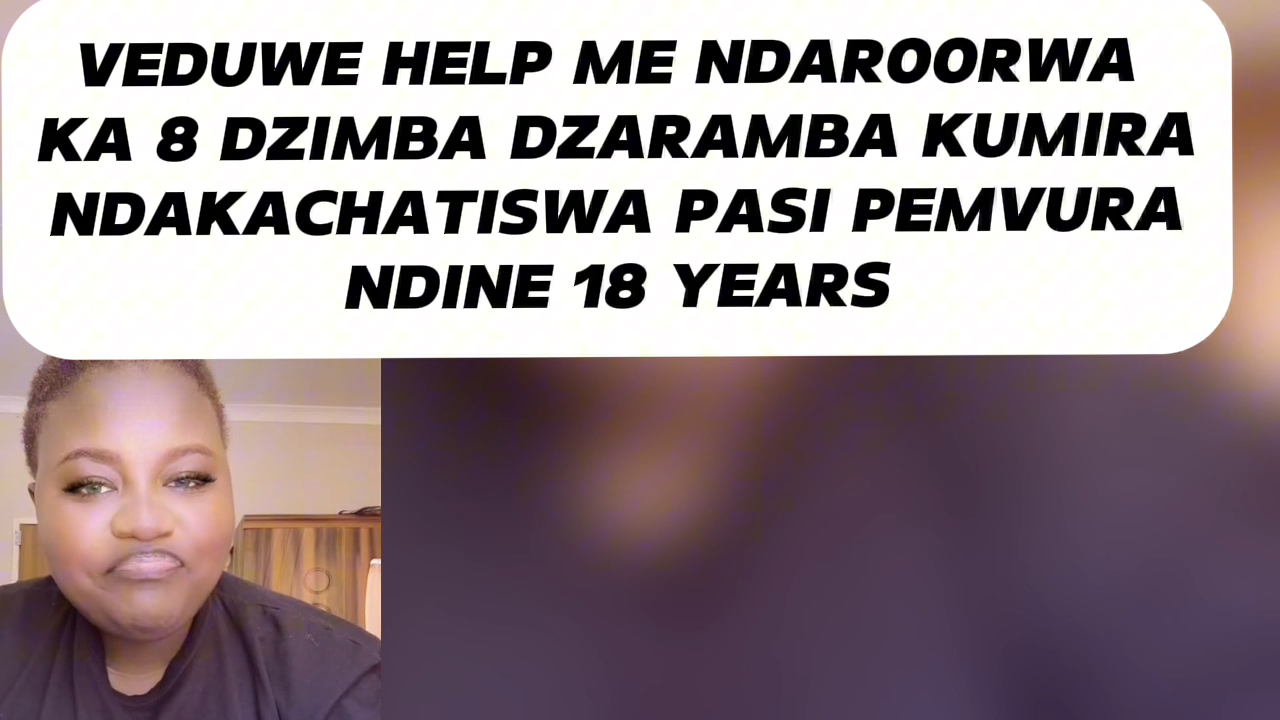 VEDUWE HELP ME NDAROORWA
KA 8 DZIMBA DZARAMBA KUMIRA
NDAKACHATISWA PASI PEMVURA
NDINE 18 YEARS